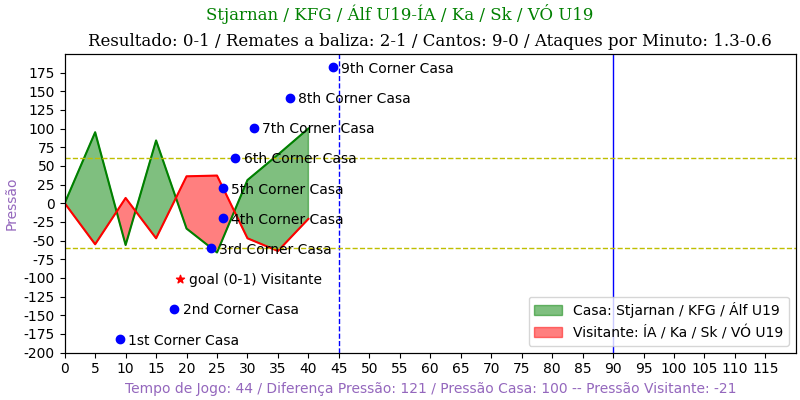 Stjarnan / KFG / Álf U19-ÍA / Ka / Sk / VÓ U19
Resultado: 0-1 / Remates a baliza: 2-1 / Cantos: 9-0 / Ataques por Minuto: 1.3-0.6
175
150
125
100
75
50
25
0
-25
-50
-75
-100
-125
-150
-175
-200
Pressão
9th Corner Casa
8th Corner Casa
7th Corner Casa
6th Corner Casa
5th Corner Casa
4th Corner Casa
3rd Corner Casa
goal (0-1) Visitante
2nd Corner Casa
1st Corner Casa
Casa: Stjarnan / KFG / Álf U19
Visitante: ÍA / Ka / Sk / VÓ U19
0 5 10 15 20 25 30 35 40 45 50 55 60 65 70 75 80 85 90 95 100 105 110 115
Tempo de Jogo: 44 / Diferença Pressão: 121 / Pressão Casa: 100 -- Pressão Visitante: -21